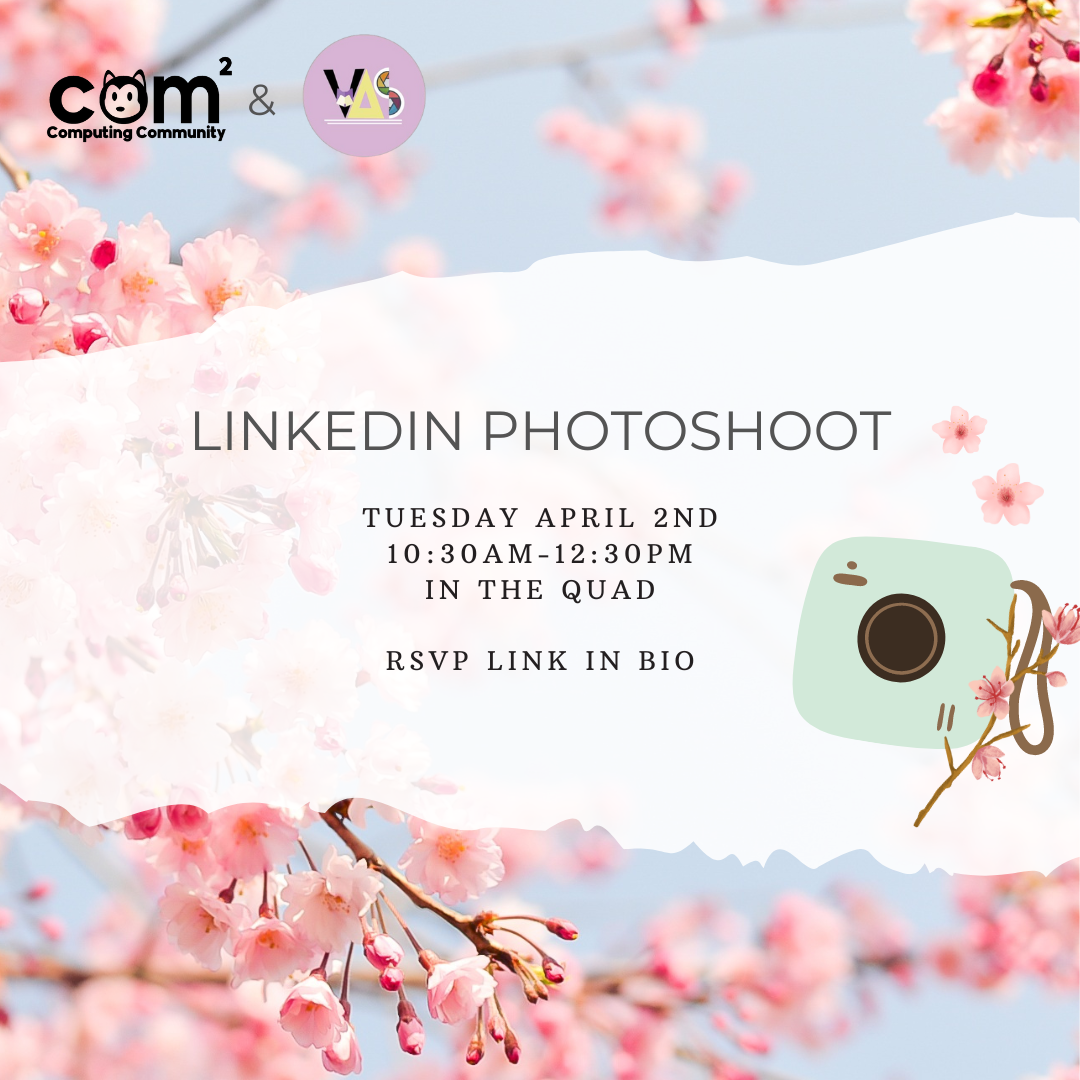 com²
Computing Community
&
VAS
LINKEDIN PHOTOSHOOT
TUESDAY APRIL 2ND
10:30AM-12:30PM
IN THE QUAD
RSVP LINK IN BIO